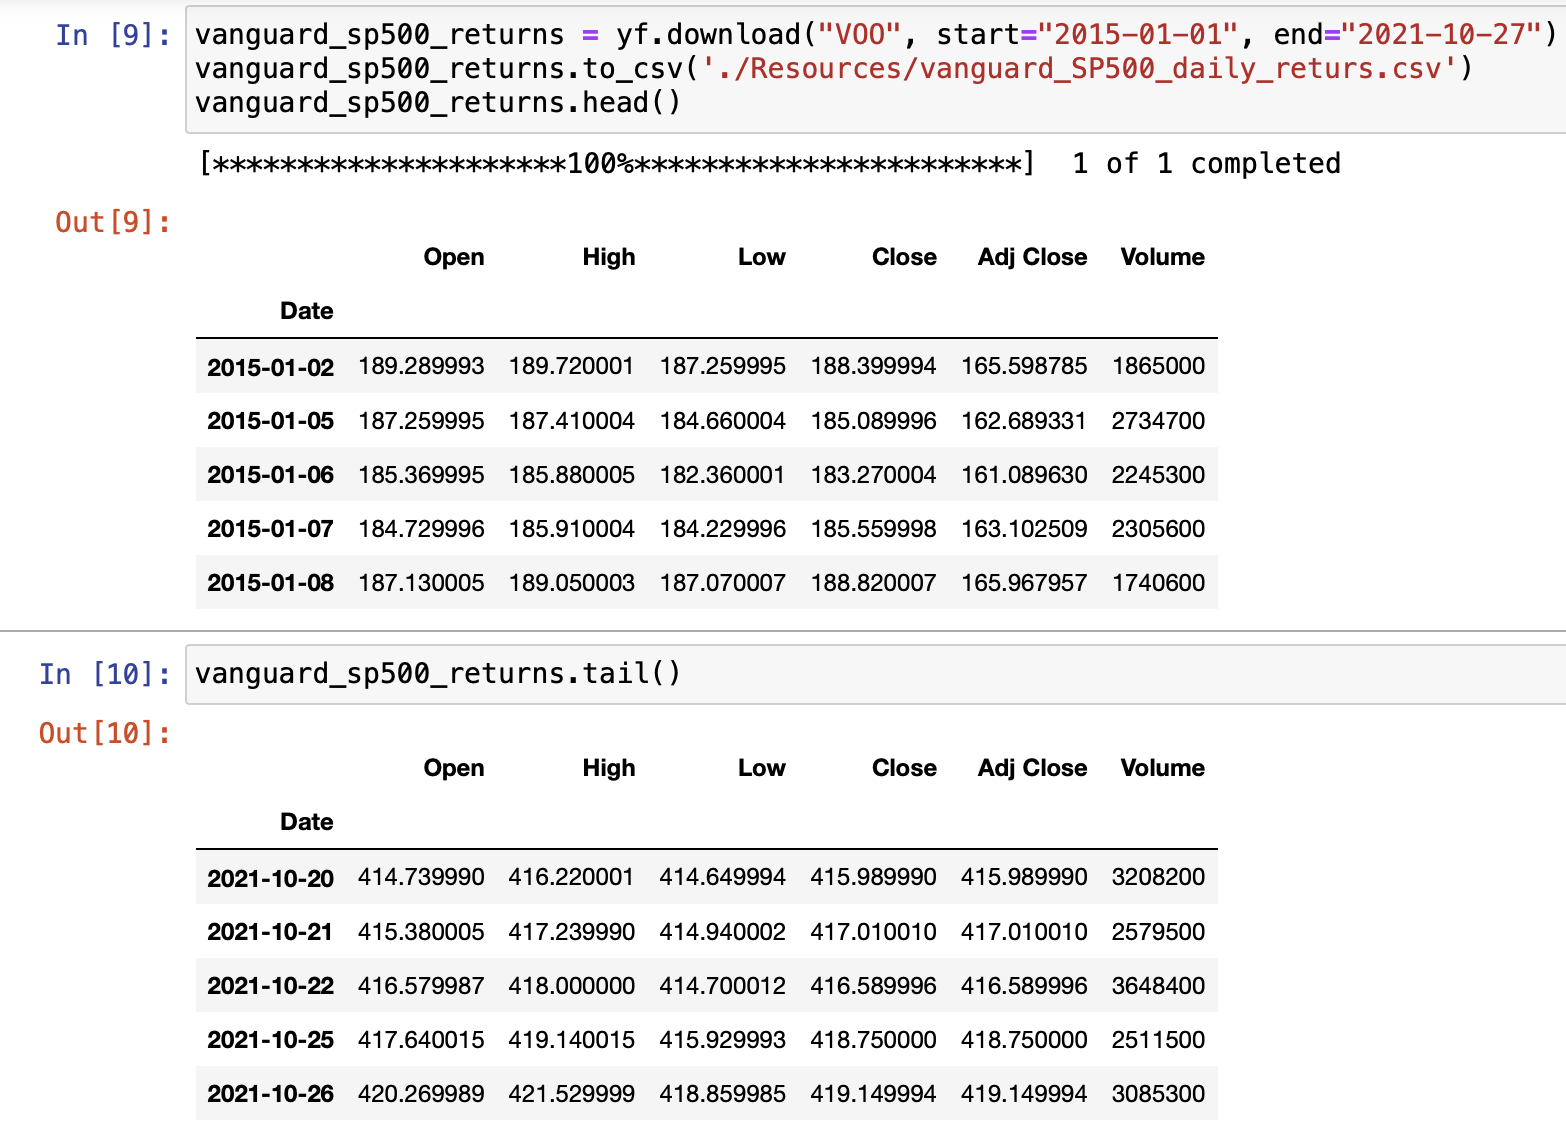 In [9]: vanguard_sp500_returns = yf.download("VOO", start="2015-01-01", end="2021-10-27")
vanguard_sp500_returns.to_csv('./Resources/vanguard_SP500_daily_returs.csv')
vanguard_sp500_returns.head()
[*********************100%***********************]  1 of 1 completed
Out[9]:
Open High Low Close Adj Close Volume
Date
2015-01-02 189.289993 189.720001 187.259995 188.399994 165.598785 1865000
2015-01-05 187.259995 187.410004 184.660004 185.089996 162.689331 2734700
2015-01-06 185.369995 185.880005 182.360001 183.270004 161.089630 2245300
2015-01-07 184.729996 185.910004 184.229996 185.559998 163.102509 2305600
2015-01-08 187.130005 189.050003 187.070007 188.820007 165.967957 1740600
In [10]: vanguard_sp500_returns.tail()
Out[10]:
Open High Low Close Adj Close Volume
Date
2021-10-20 414.739990 416.220001 414.649994 415.989990 415.989990 3208200
2021-10-21 415.380005 417.239990 414.940002 417.010010 417.010010 2579500
2021-10-22 416.579987 418.000000 414.700012 416.589996 416.589996 3648400
2021-10-25 417.640015 419.140015 415.929993 418.750000 418.750000 2511500
2021-10-26 420.269989 421.529999 418.859985 419.149994 419.149994 3085300